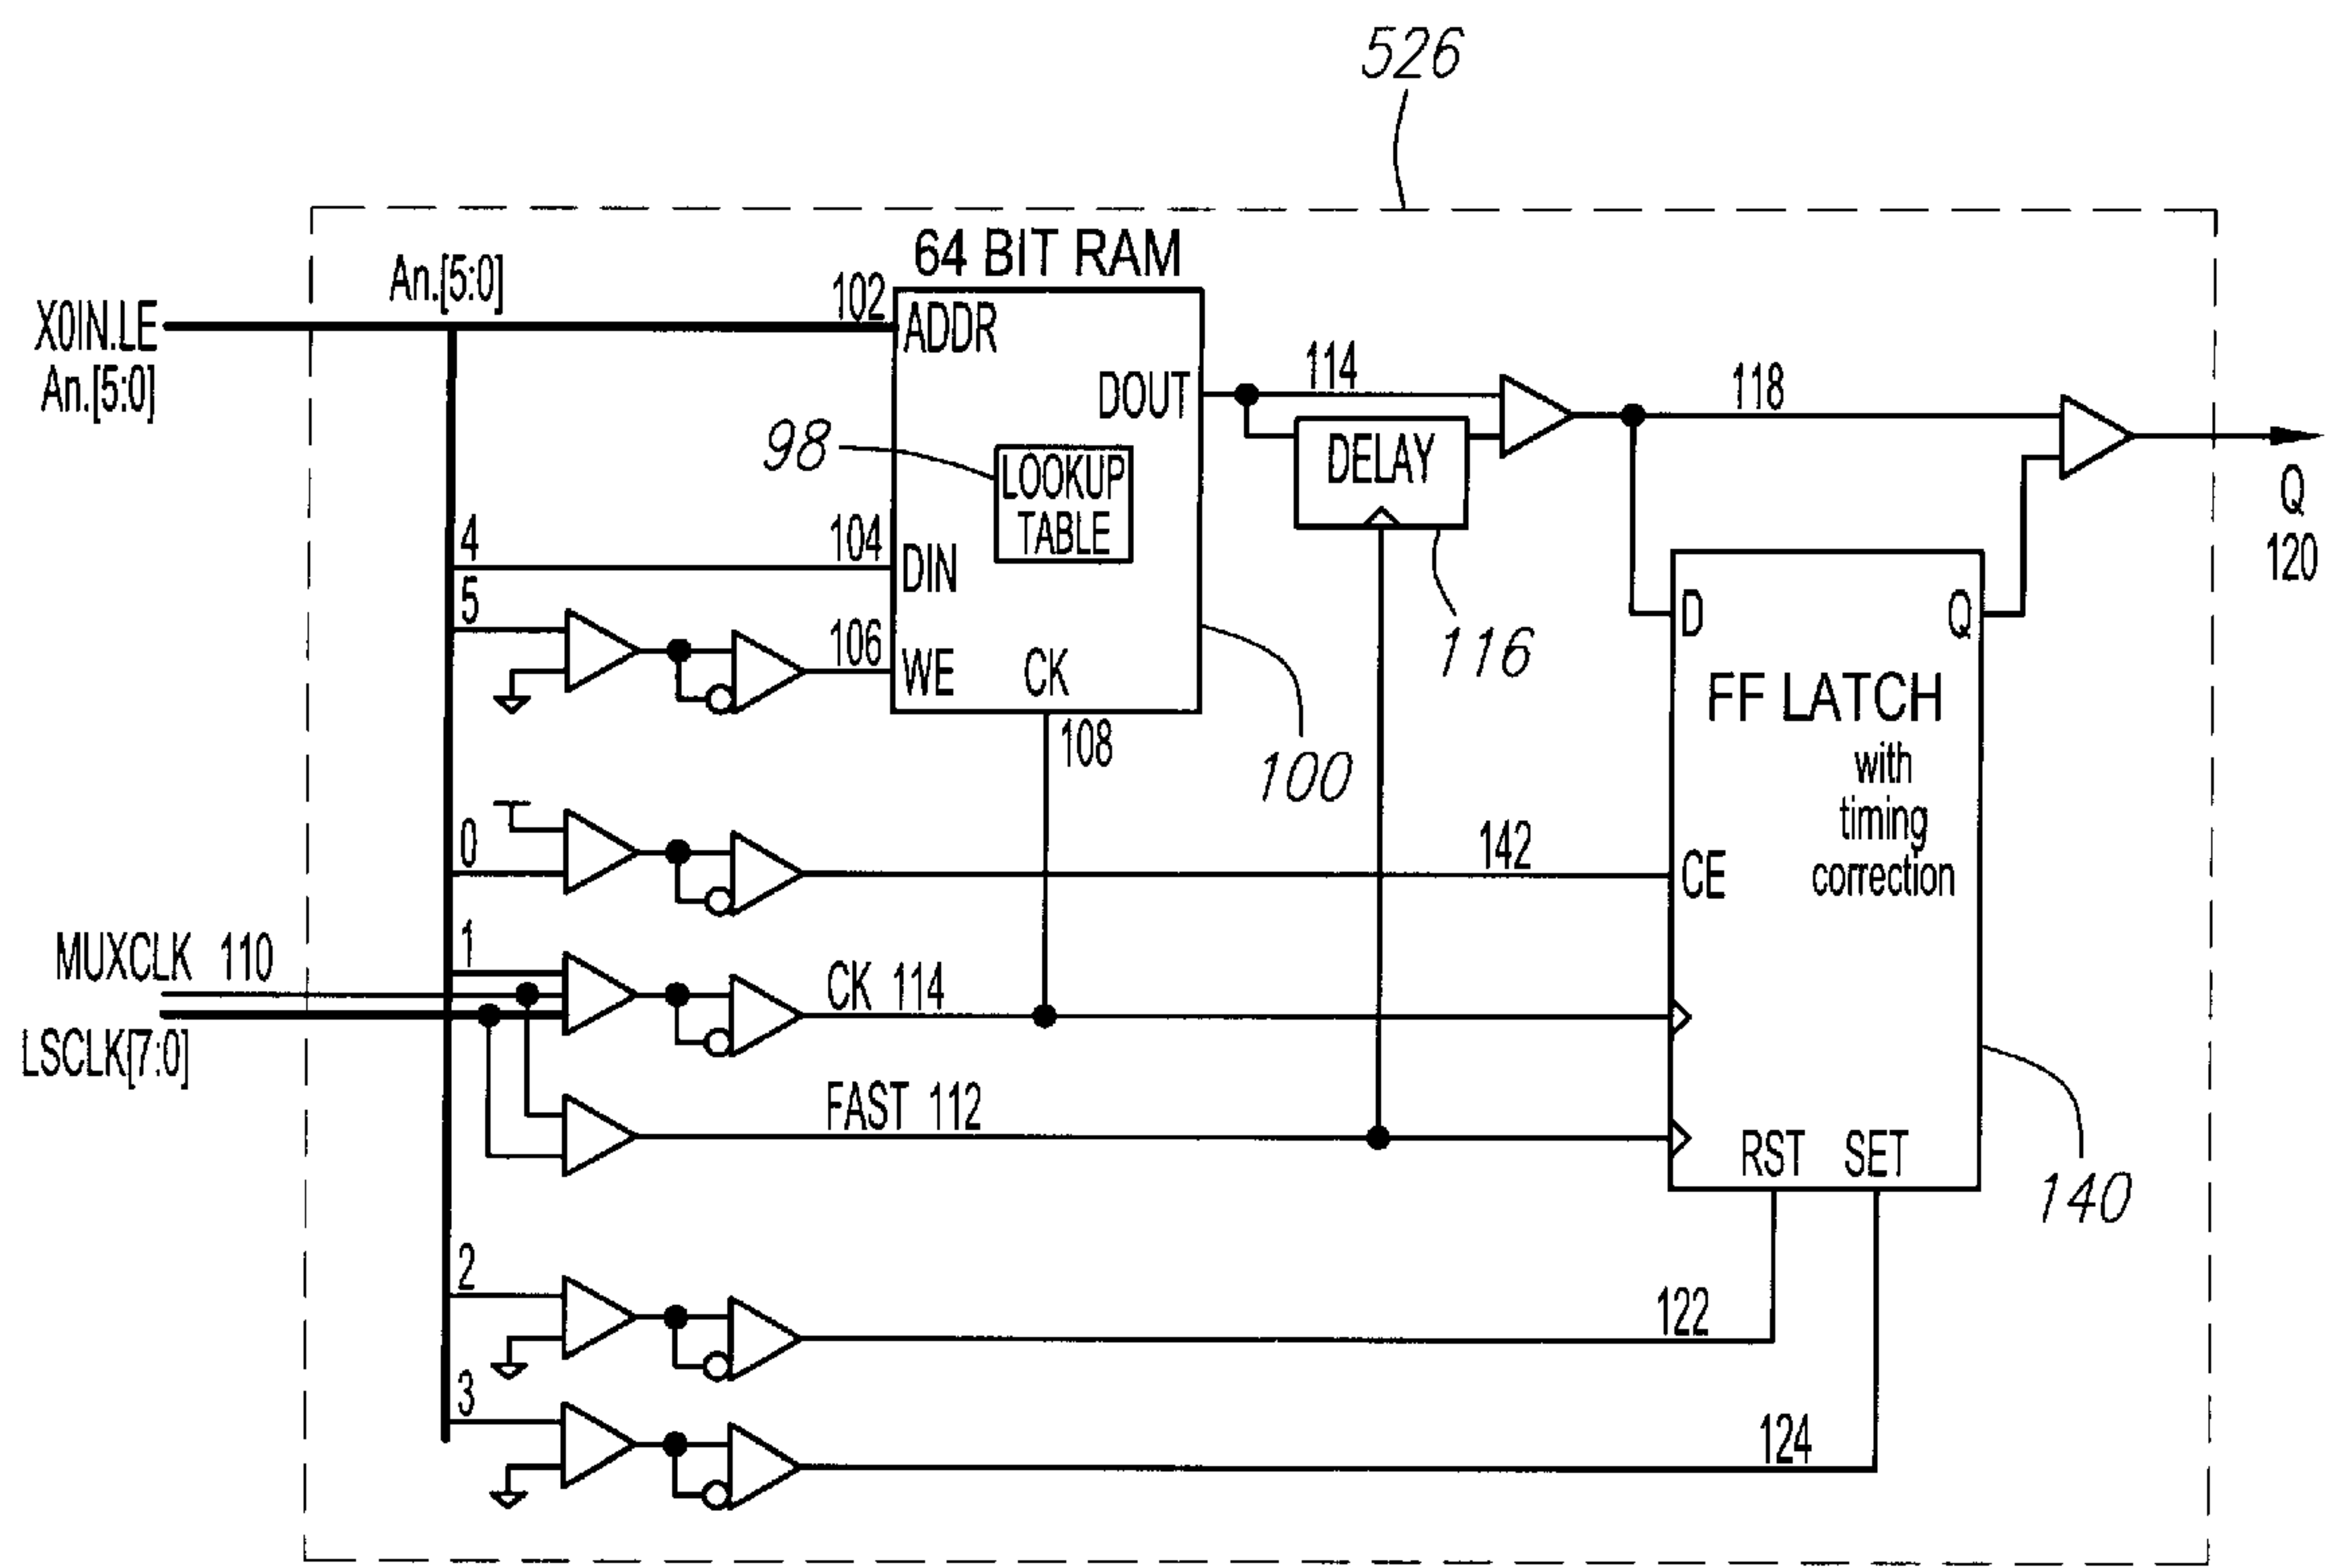 526
64 BIT RAM
An.[5:0]
X0IN.LE
An.[5:0]
102
ADDR
DOUT
114
118
98
LOOKUP
TABLE
DELAY
Q
120
4
104
DIN
5
106
WE
CK
116
D
Q
FF LATCH
with
timing
correction
108
100
0
142
CE
1
MUXCLK 110
CK 114
LSCLK[7:0]
FAST 112
RST
SET
140
2
122
3
124